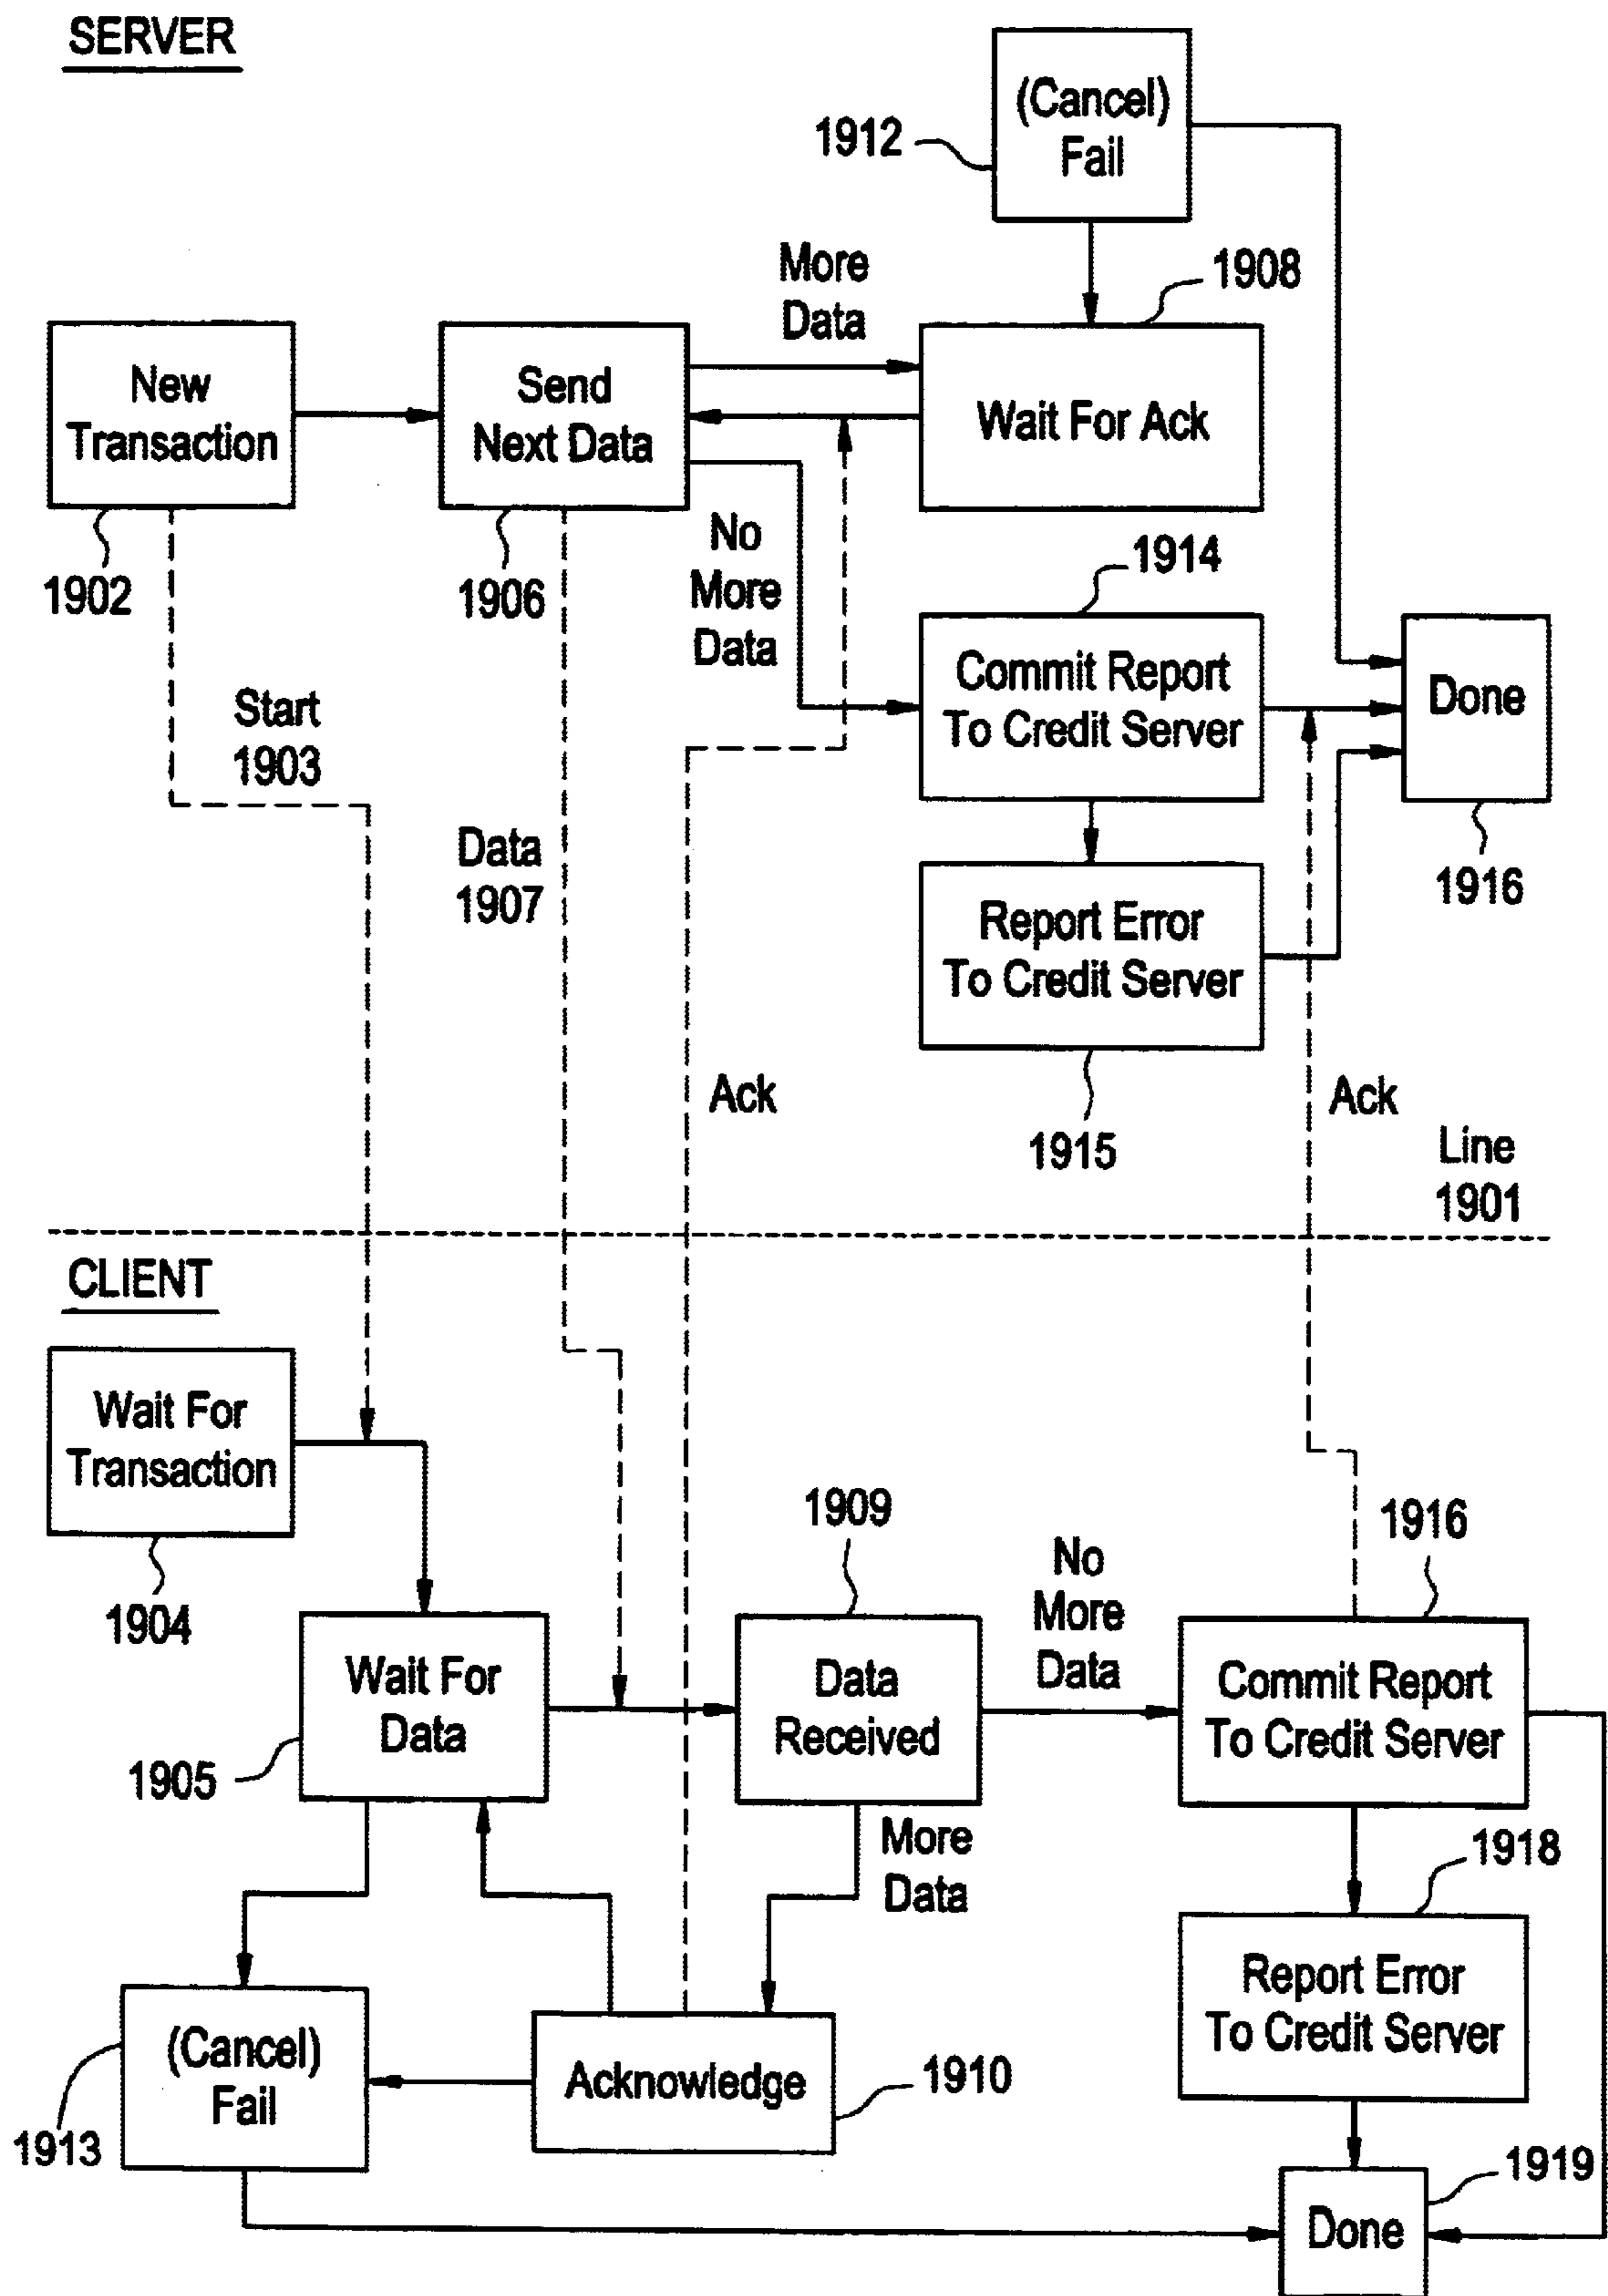 SERVER
(Cancel)
Fail
1912
More
Data
1908
New
Transaction
Send
Next Data
Wait For Ack
1902
1906
No
More
Data
1914
Commit Report
To Credit Server
Done
Start
1903
Data
1907
1916
Report Error
To Credit Server
Ack
Ack
1915
Line
1901
CLIENT
Wait For
Transaction
1904
1909
No
More
Data
1916
Wait For
Data
1905
Data
Received
Commit Report
To Credit Server
More
Data
1918
Report Error
To Credit Server
(Cancel)
Fail
1913
Acknowledge
1910
1919
Done